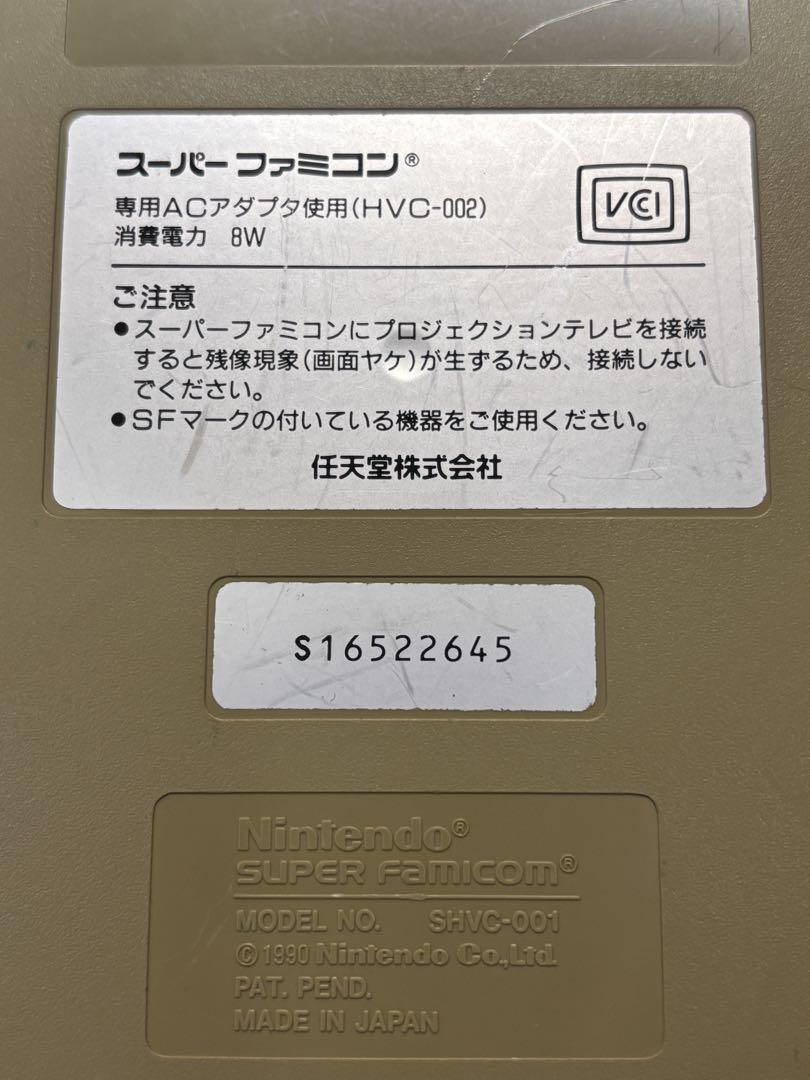 スーパーファミコン®
専用ACアダプタ使用(HVC-002)
消費電力 8W
VCI
ご注意
●スーパーファミコンにプロジェクションテレビを接続
すると残像現象(画面ヤケ)が生ずるため、接続しない
でください。
●SFマークの付いている機器をご使用ください。
任天堂株式会社
S16522645
Nintendo®
SUPER FAMICOM®
MODEL NO. SHVC-001
©1990 Nintendo Co.,Ltd.
PAT. PEND.
MADE IN JAPAN